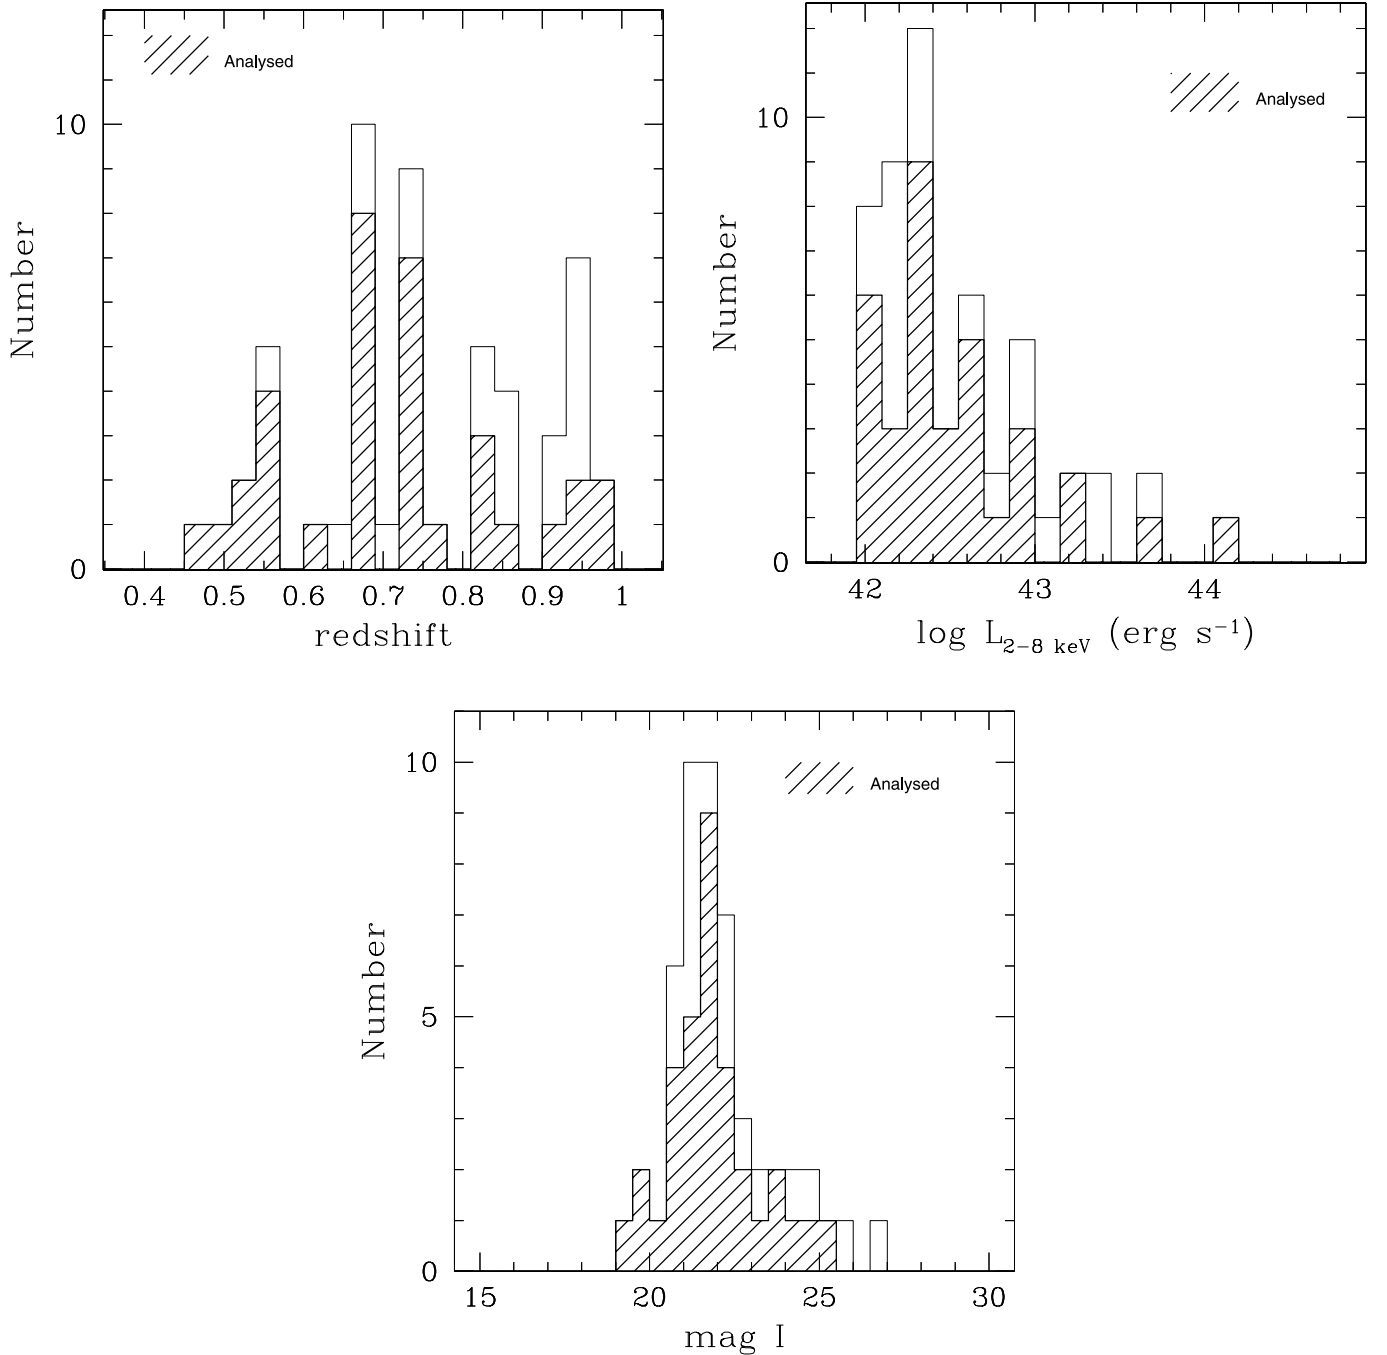 Analysed
10
0
Number
0.4 0.5 0.6 0.7 0.8 0.9 1
redshift
Analysed
10
0
Number
42 43 44
log L2−8 keV (erg s−1)
Analysed
10
5
0
Number
15 20 25 30
mag I